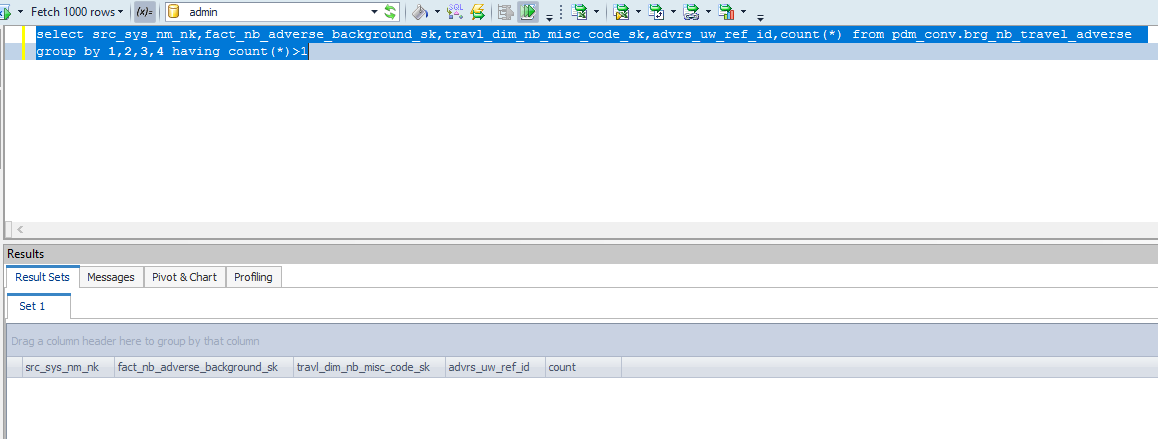 Fetch 1000 rows (x)= admin SQL
select src_sys_nm_nk,fact_nb_adverse_background_sk,travl_dim_nb_misc_code_sk,advrs_uw_ref_id,count(*) from pdm_conv.brg_nb_travel_adverse
group by 1,2,3,4 having count(*)>1
Results
Result Sets Messages Pivot & Chart Profiling
Set 1
Drag a column header here to group by that column
src_sys_nm_nk fact_nb_adverse_background_sk travl_dim_nb_misc_code_sk advrs_uw_ref_id count